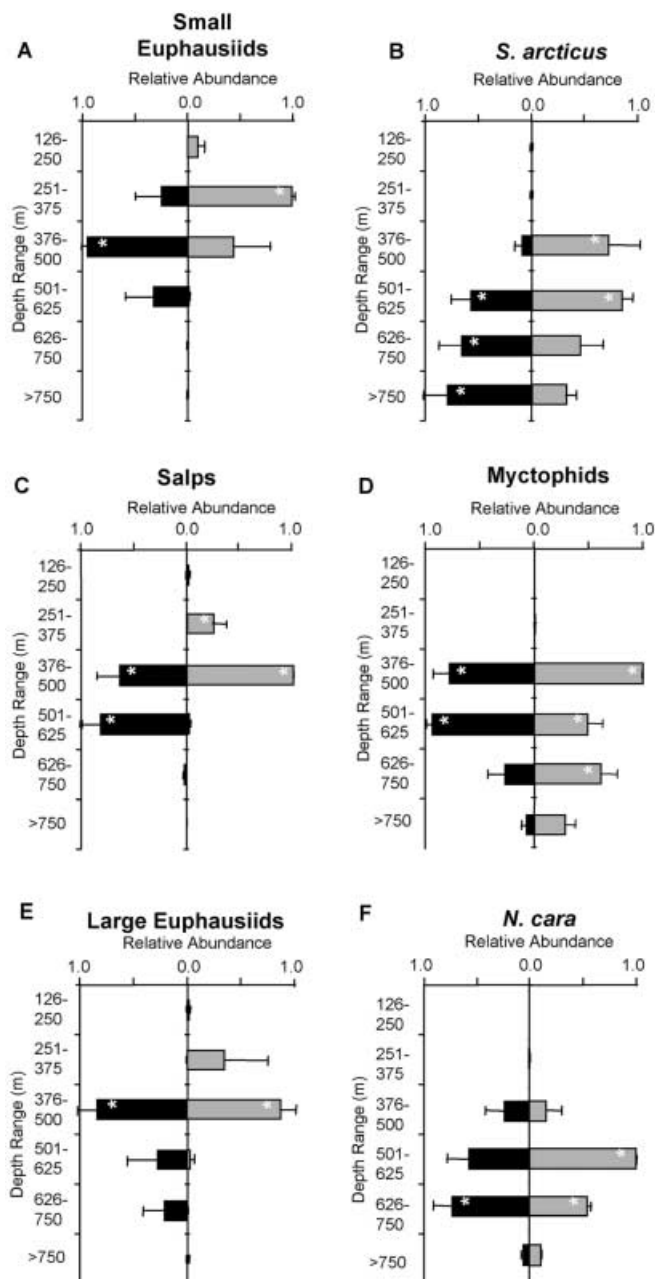 A
Small
Euphausiids
Relative Abundance
1.0 0.0 1.0
Depth Range (m)
126-
250
251-
375
376-
500
501-
625
626-
750
>750
*
*
B
S. arcticus
Relative Abundance
1.0 0.0 1.0
Depth Range (m)
126-
250
251-
375
376-
500
501-
625
626-
750
>750
*
* *
*
*
C
Salps
Relative Abundance
1.0 0.0 1.0
Depth Range (m)
126-
250
251-
375
376-
500
501-
625
626-
750
>750
*
* *
*
D
Myctophids
Relative Abundance
1.0 0.0 1.0
Depth Range (m)
126-
250
251-
375
376-
500
501-
625
626-
750
>750
* *
* *
*
E
Large Euphausiids
Relative Abundance
1.0 0.0 1.0
Depth Range (m)
126-
250
251-
375
376-
500
501-
625
626-
750
>750
* *
F
N. cara
Relative Abundance
1.0 0.0 1.0
Depth Range (m)
126-
250
251-
375
376-
500
501-
625
626-
750
>750
*
* *